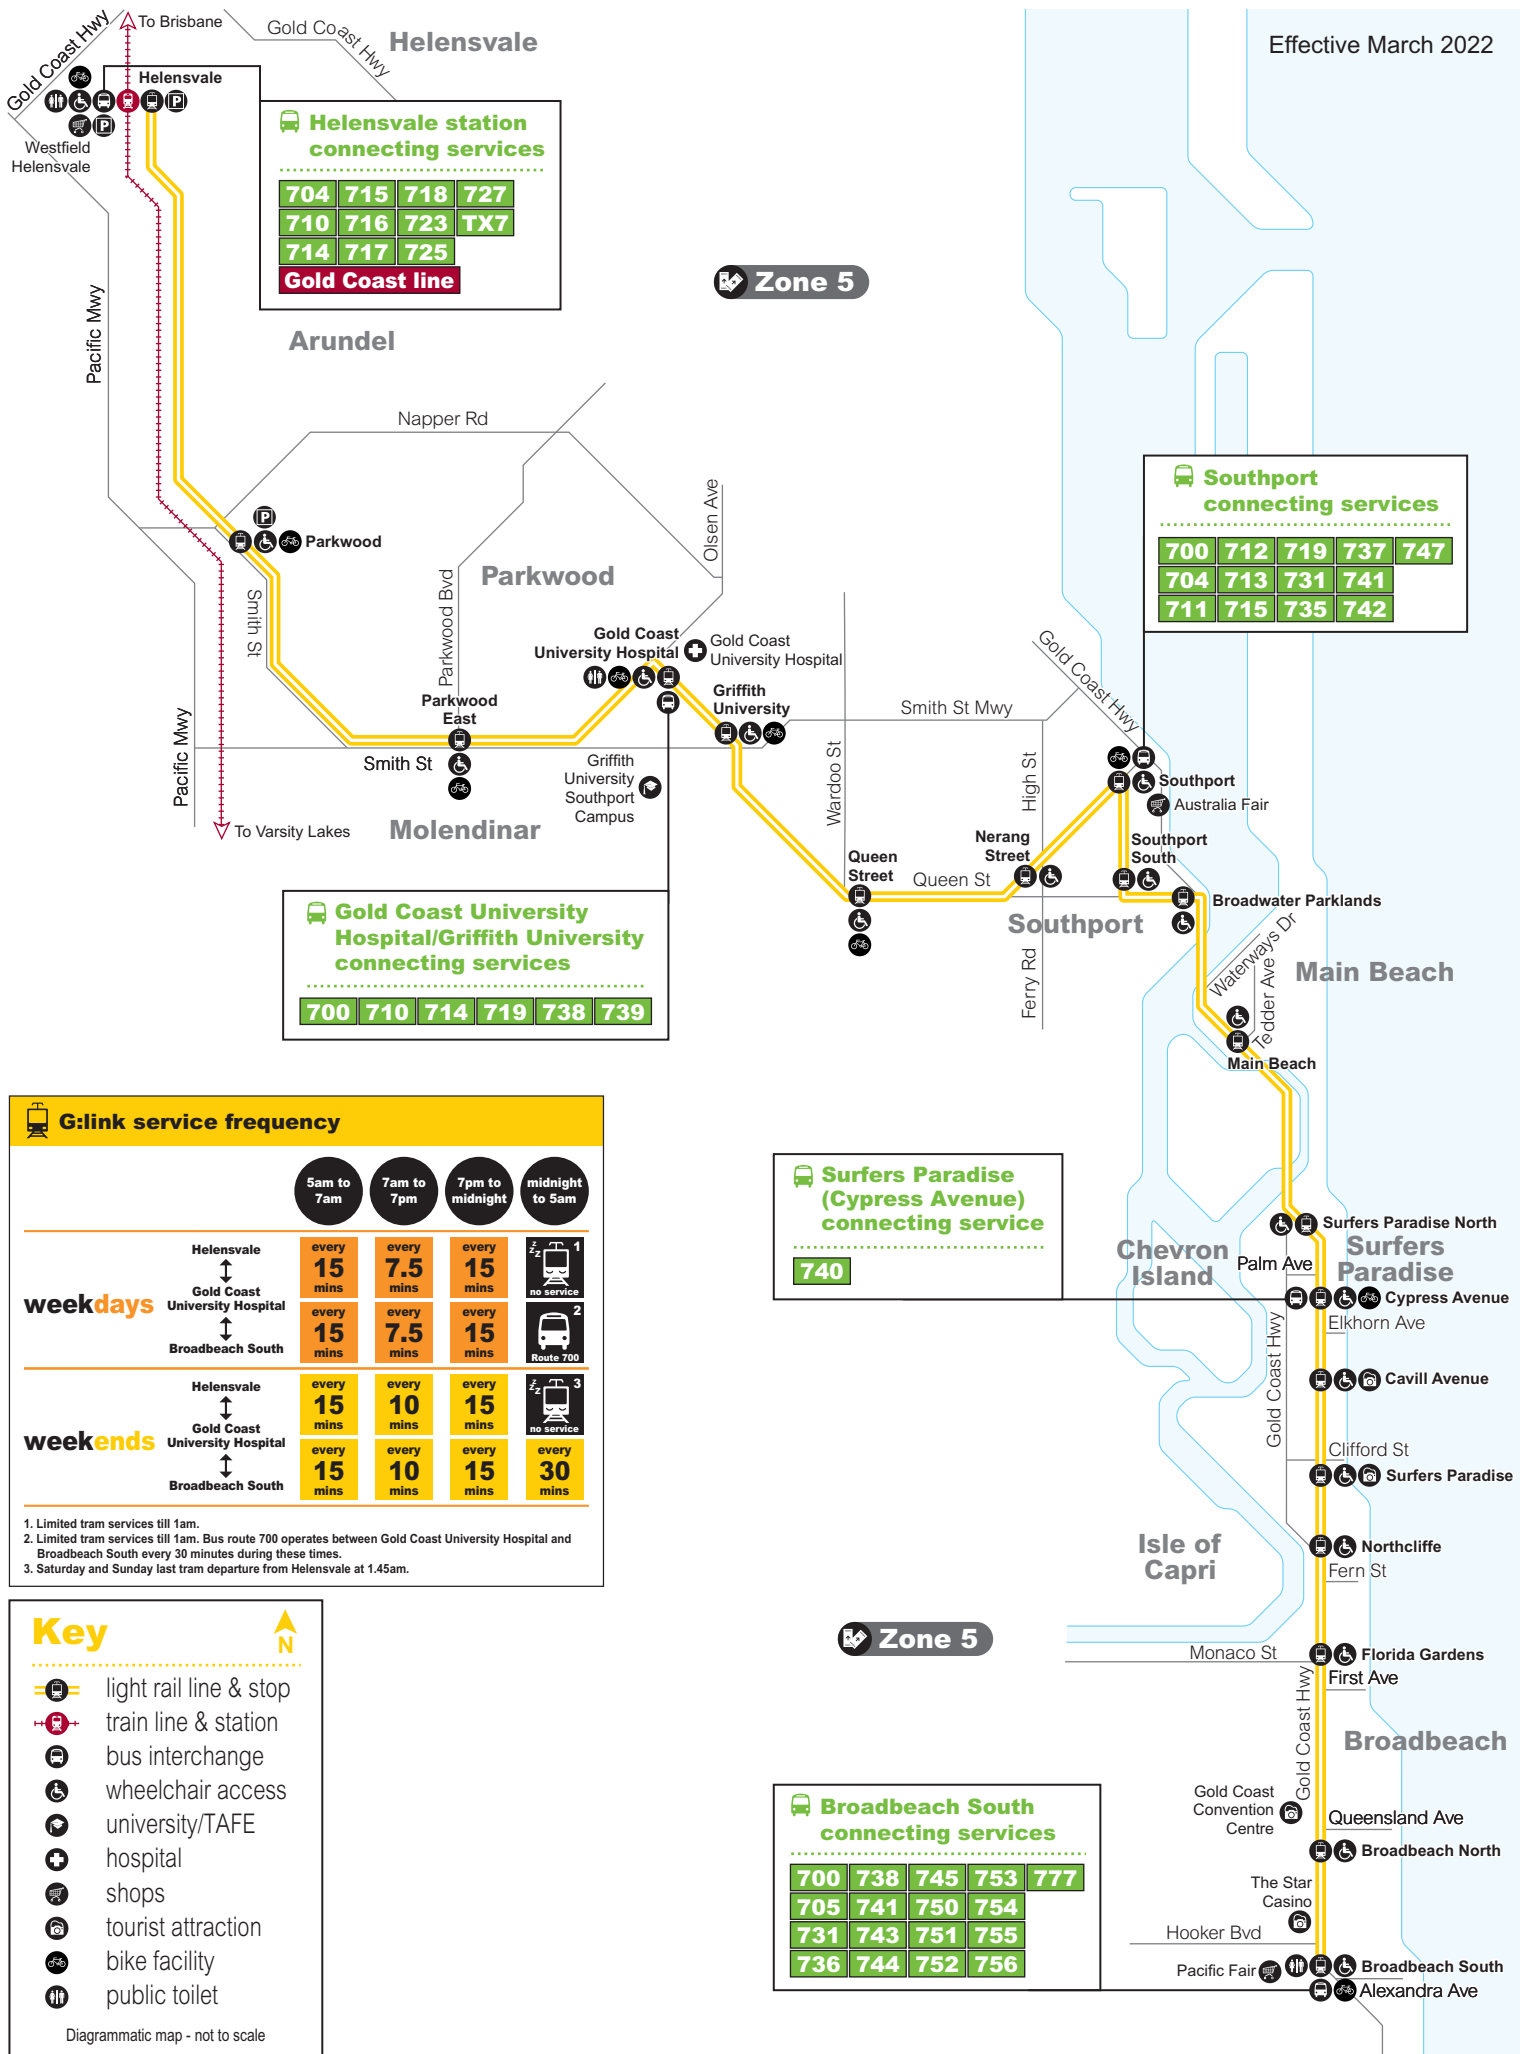 Effective March 2022
To Brisbane
Gold Coast Hwy
Gold Coast Hwy
Helensvale
Helensvale
P
P
Westfield
Helensvale
Helensvale station
connecting services
704 715 718 727
710 716 723 TX7
714 717 725
Gold Coast line
Zone 5
Pacific Mwy
Arundel
Napper Rd
Olsen Ave
P
Parkwood
Parkwood
Parkwood Bvd
Smith St
Southport
connecting services
700 712 719 737 747
704 713 731 741
711 715 735 742
Gold Coast
University Hospital
Gold Coast
University Hospital
Griffith
University
Parkwood
East
Smith St
Pacific Mwy
To Varsity Lakes
Molendinar
Griffith
University
Southport
Campus
Smith St Mwy
Gold Coast Hwy
Wardoo St
High St
Southport
Australia Fair
Nerang
Street
Southport
South
Queen
Street
Queen St
Southport
Broadwater Parklands
Ferry Rd
Waterways Dr
Tedder Ave
Main Beach
Main Beach
Gold Coast University
Hospital/Griffith University
connecting services
700 710 714 719 738 739
G:link service frequency
5am to
7am
7am to
7pm
7pm to
midnight
midnight
to 5am
weekdays
Helensvale
Gold Coast
University Hospital
Broadbeach South
every
15
mins
every
7.5
mins
every
15
mins
zzz
1
no service
every
15
mins
every
7.5
mins
every
15
mins
2
Route 700
weekends
Helensvale
Gold Coast
University Hospital
Broadbeach South
every
15
mins
every
10
mins
every
15
mins
zzz
3
no service
every
15
mins
every
10
mins
every
15
mins
every
30
mins
1. Limited tram services till 1am.
2. Limited tram services till 1am. Bus route 700 operates between Gold Coast University Hospital and
Broadbeach South every 30 minutes during these times.
3. Saturday and Sunday last tram departure from Helensvale at 1.45am.
Surfers Paradise
(Cypress Avenue)
connecting service
740
Chevron
Island
Surfers Paradise North
Surfers
Paradise
Palm Ave
Cypress Avenue
Elkhorn Ave
Gold Coast Hwy
Cavill Avenue
Clifford St
Surfers Paradise
Isle of
Capri
Northcliffe
Fern St
Zone 5
Monaco St
Florida Gardens
First Ave
Gold Coast Hwy
Broadbeach
Gold Coast
Convention
Centre
Queensland Ave
Broadbeach North
The Star
Casino
Hooker Bvd
Pacific Fair
Broadbeach South
Alexandra Ave
Broadbeach South
connecting services
700 738 745 753 777
705 741 750 754
731 743 751 755
736 744 752 756
Key
N
light rail line & stop
train line & station
bus interchange
wheelchair access
university/TAFE
hospital
shops
tourist attraction
bike facility
public toilet
Diagrammatic map - not to scale